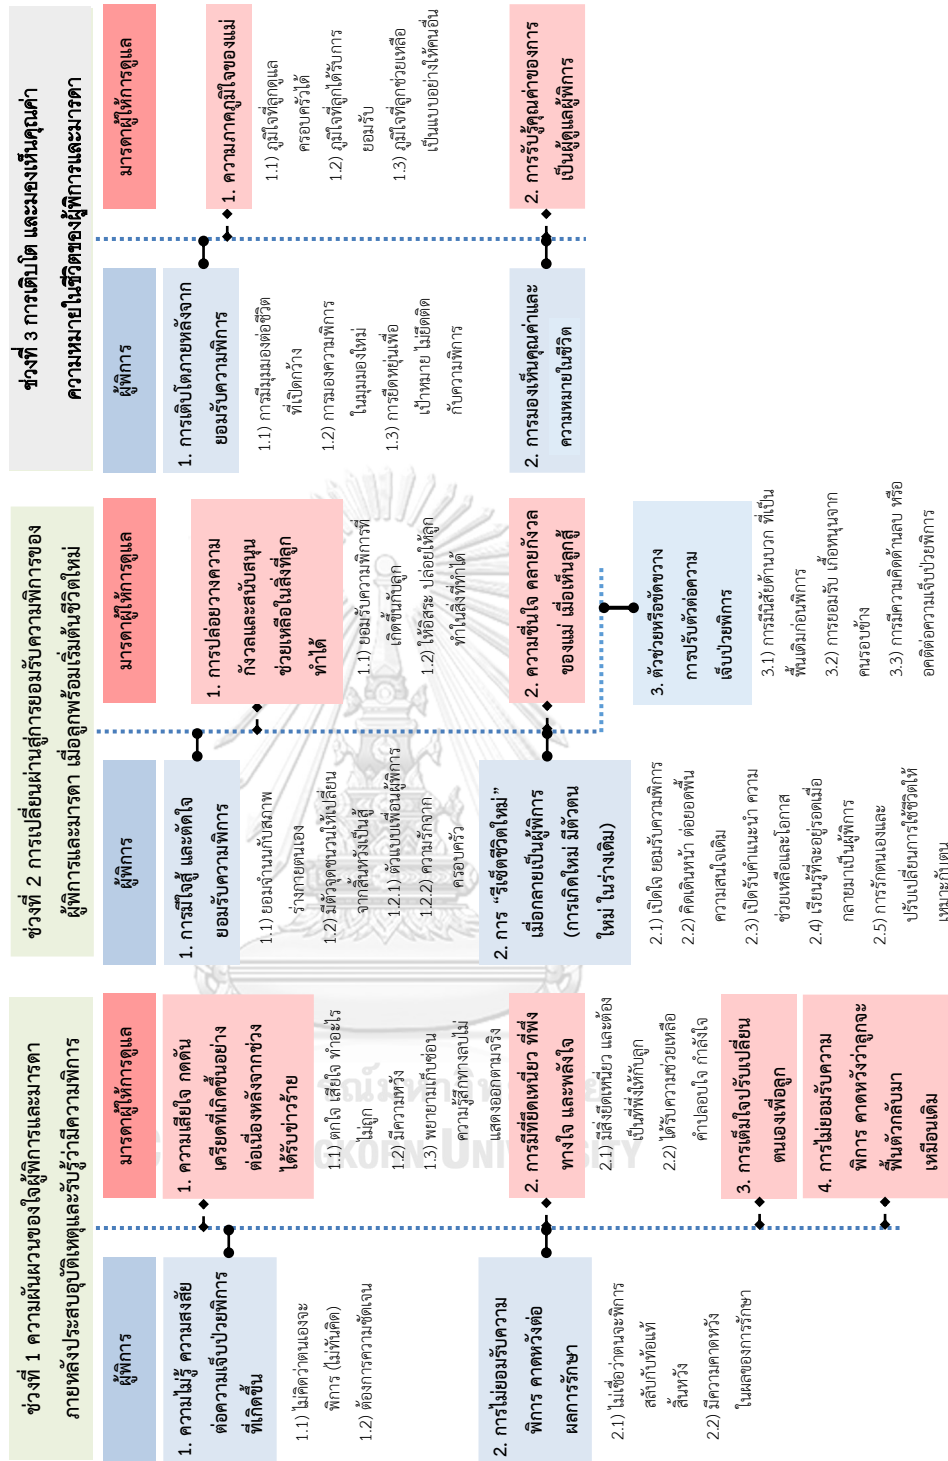 ช่วงที่ 1 ความผันผวนของใจผู้พิการและมารดา
ภายหลังประสบอุบัติเหตุและรับรู้ว่ามีความพิการ
ผู้พิการ
1. ความไม่รู้ ความสงสัย
ต่อความเจ็บป่วยพิการ
ที่เกิดขึ้น
1.1) ไม่คิดว่าตนเองจะ
พิการ (ไม่ทันคิด)
1.2) ต้องการความชัดเจน
2. การไม่ยอมรับความ
พิการ คาดหวังต่อ
ผลการรักษา
2.1) ไม่เชื่อว่าตนจะพิการ
สลับกับท้อแท้
สิ้นหวัง
2.2) มีความคาดหวัง
ในผลของการรักษา
มารดาผู้ให้การดูแล
1. ความเสียใจ กดดัน
เครียดที่เกิดขึ้นอย่าง
ต่อเนื่องหลังจากช่วง
ได้รับข่าวร้าย
1.1) ตกใจ เสียใจ ทำอะไร
ไม่ถูก
1.2) มีความหวัง
1.3) พยายามเก็บซ่อน
ความรู้สึกทางลบไม่
แสดงออกตามจริง
2. การมีที่ยึดเหนี่ยว ที่พึ่ง
ทางใจ และพลังใจ
2.1) มีสิ่งยึดเหนี่ยว และต้อง
เป็นที่พึ่งให้กับลูก
2.2) ได้รับความช่วยเหลือ
คำปลอบใจ กำลังใจ
3. การเต็มใจปรับเปลี่ยน
ตนเองเพื่อลูก
4. การไม่ยอมรับความ
พิการ คาดหวังว่าลูกจะ
ฟื้นตัวกลับมา
เหมือนเดิม
ช่วงที่ 2 การเปลี่ยนผ่านสู่การยอมรับความพิการของ
ผู้พิการและมารดา เมื่อลูกพร้อมเริ่มต้นชีวิตใหม่
ผู้พิการ
1. การมีใจสู้ และตัดใจ
ยอมรับความพิการ
1.1) ยอมจำนนกับสภาพ
ร่างกายตนเอง
1.2) มีตัวจุดชนวนให้เปลี่ยน
จากสิ้นหวังเป็นสู้
1.2.1) ตัวแบบเพื่อนผู้พิการ
1.2.2) ความรักจาก
ครอบครัว
2. การ “รีเซ็ตชีวิตใหม่”
เมื่อกลายเป็นผู้พิการ
(การเกิดใหม่ มีตัวตน
ใหม่ ในร่างเดิม)
2.1) เปิดใจ ยอมรับความพิการ
2.2) คิดเดินหน้า ต่อยอดพื้น
ความสนใจเดิม
2.3) เปิดรับคำแนะนำ ความ
ช่วยเหลือและโอกาส
2.4) เรียนรู้ที่จะอยู่รอดเมื่อ
กลายมาเป็นผู้พิการ
2.5) การรักตนเองและ
ปรับเปลี่ยนการใช้ชีวิตให้
เหมาะกับตน
มารดาผู้ให้การดูแล
1. การปล่อยวางความ
กังวลและสนับสนุน
ช่วยเหลือในสิ่งที่ลูก
ทำได้
1.1) ยอมรับความพิการที่
เกิดขึ้นกับลูก
1.2) ให้อิสระ ปล่อยให้ลูก
ทำในสิ่งที่ทำได้
2. ความชื่นใจ คลายกังวล
ของแม่ เมื่อเห็นลูกสู้
3. ตัวช่วยหรือขัดขวาง
การปรับตัวต่อความ
เจ็บป่วยพิการ
3.1) การมีนิสัยด้านบวก ที่เป็น
พื้นเดิมก่อนพิการ
3.2) การยอมรับ เกื้อหนุนจาก
คนรอบข้าง
3.3) การมีความคิดด้านลบ หรือ
อคติต่อความเจ็บป่วยพิการ
ช่วงที่ 3 การเติบโต และมองเห็นคุณค่า
ความหมายในชีวิตของผู้พิการและมารดา
ผู้พิการ
1. การเติบโตภายหลังจาก
ยอมรับความพิการ
1.1) การมีมุมมองต่อชีวิต
ที่เปิดกว้าง
1.2) การมองความพิการ
ในมุมมองใหม่
1.3) การยืดหยุ่นเพื่อ
เป้าหมาย ไม่ยึดติด
กับความพิการ
2. การมองเห็นคุณค่าและ
ความหมายในชีวิต
มารดาผู้ให้การดูแล
1. ความภาคภูมิใจของแม่
1.1) ภูมิใจที่ลูกดูแล
ครอบครัวได้
1.2) ภูมิใจที่ลูกได้รับการ
ยอมรับ
1.3) ภูมิใจที่ลูกช่วยเหลือ
เป็นแบบอย่างให้คนอื่น
2. การรับรู้คุณค่าของการ
เป็นผู้ดูแลผู้พิการ